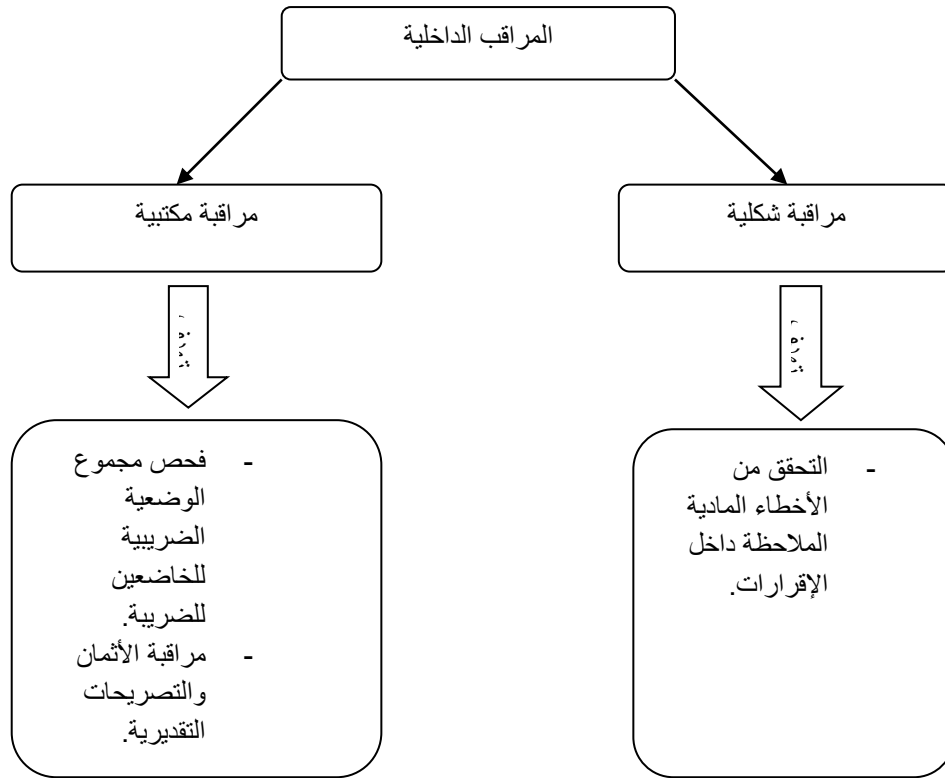 المراقب الداخلية
مراقبة شكلية
مراقبة مكتبية
- التحقق من
الأخطاء المادية
الملاحظة داخل
الإقرارات.
- فحص مجموع
الوضعية
الضريبية
للخاضعين
للضريبة.
- مراقبة الأثمان
والتصريحات
التقديرية.